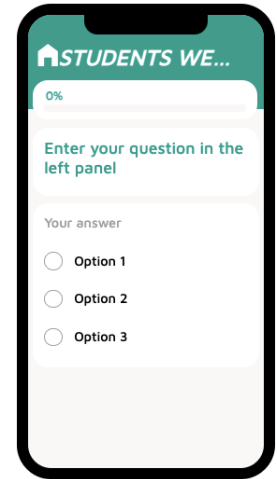 STUDENTS WE...
0%
Enter your question in the
left panel
Your answer
Option 1
Option 2
Option 3